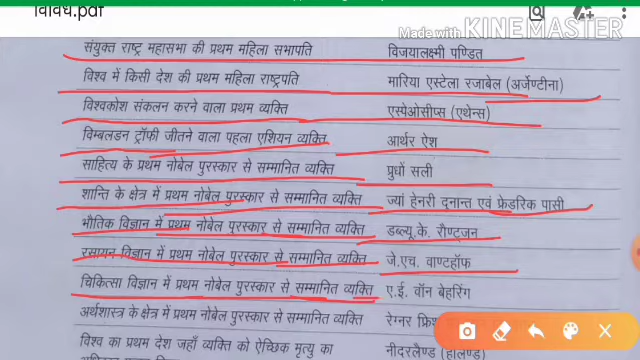 विविध.pdf
Made with KINEMASTER
संयुक्त राष्ट्र महासभा की प्रथम महिला सभापति विजयालक्ष्मी पण्डित
विश्व में किसी देश की प्रथम महिला राष्ट्रपति मारिया एस्टेला रजाबेल (अर्जेण्टीना)
विश्वकोश संकलन करने वाला प्रथम व्यक्ति एस्पेओसीप्स (एथेन्स)
विम्बलडन ट्रॉफी जीतने वाला पहला एशियन व्यक्ति आर्थर ऐश
साहित्य के प्रथम नोबेल पुरस्कार से सम्मानित व्यक्ति प्रुधों सली
शान्ति के क्षेत्र में प्रथम नोबेल पुरस्कार से सम्मानित व्यक्ति ज्यां हेनरी दूनान्त एवं फ्रेडरिक पासी
भौतिक विज्ञान में प्रथम नोबेल पुरस्कार से सम्मानित व्यक्ति डब्ल्यू.के. रौण्ट्जन
रसायन विज्ञान में प्रथम नोबेल पुरस्कार से सम्मानित व्यक्ति जे.एच. वाण्टहॉफ
चिकित्सा विज्ञान में प्रथम नोबेल पुरस्कार से सम्मानित व्यक्ति ए.ई. वॉन बेहरिंग
अर्थशास्त्र के क्षेत्र में प्रथम नोबेल पुरस्कार से सम्मानित व्यक्ति रेग्नर
विश्व का प्रथम देश जहाँ व्यक्ति को ऐच्छिक मृत्यु का नीदरलैण्ड (हॉलैण्ड)